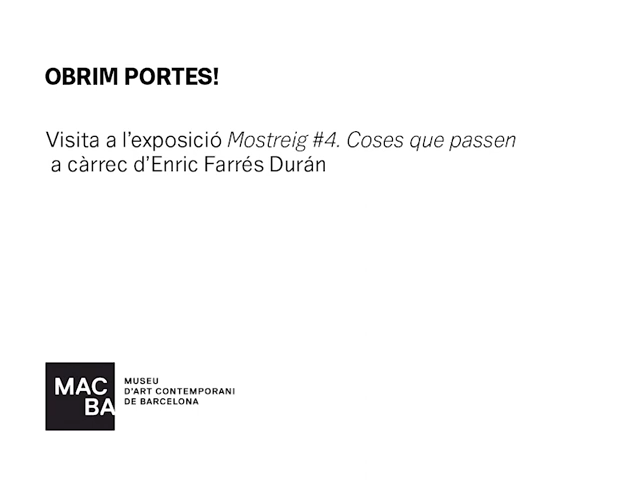 OBRIM PORTES!
Visita a l’exposició Mostreig #4. Coses que passen
a càrrec d’Enric Farrés Durán
MAC
BA
MUSEU
D'ART CONTEMPORANI
DE BARCELONA